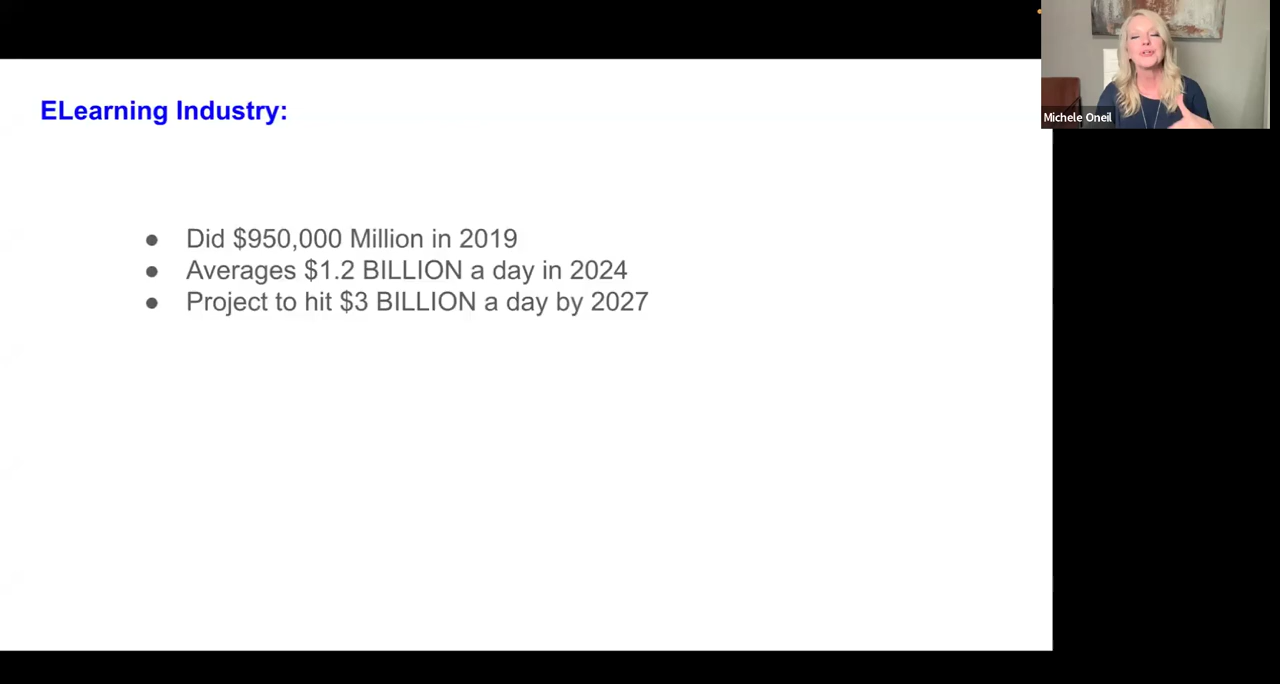 ELearning Industry:
Michele Oneil
● Did $950,000 Million in 2019
● Averages $1.2 BILLION a day in 2024
● Project to hit $3 BILLION a day by 2027